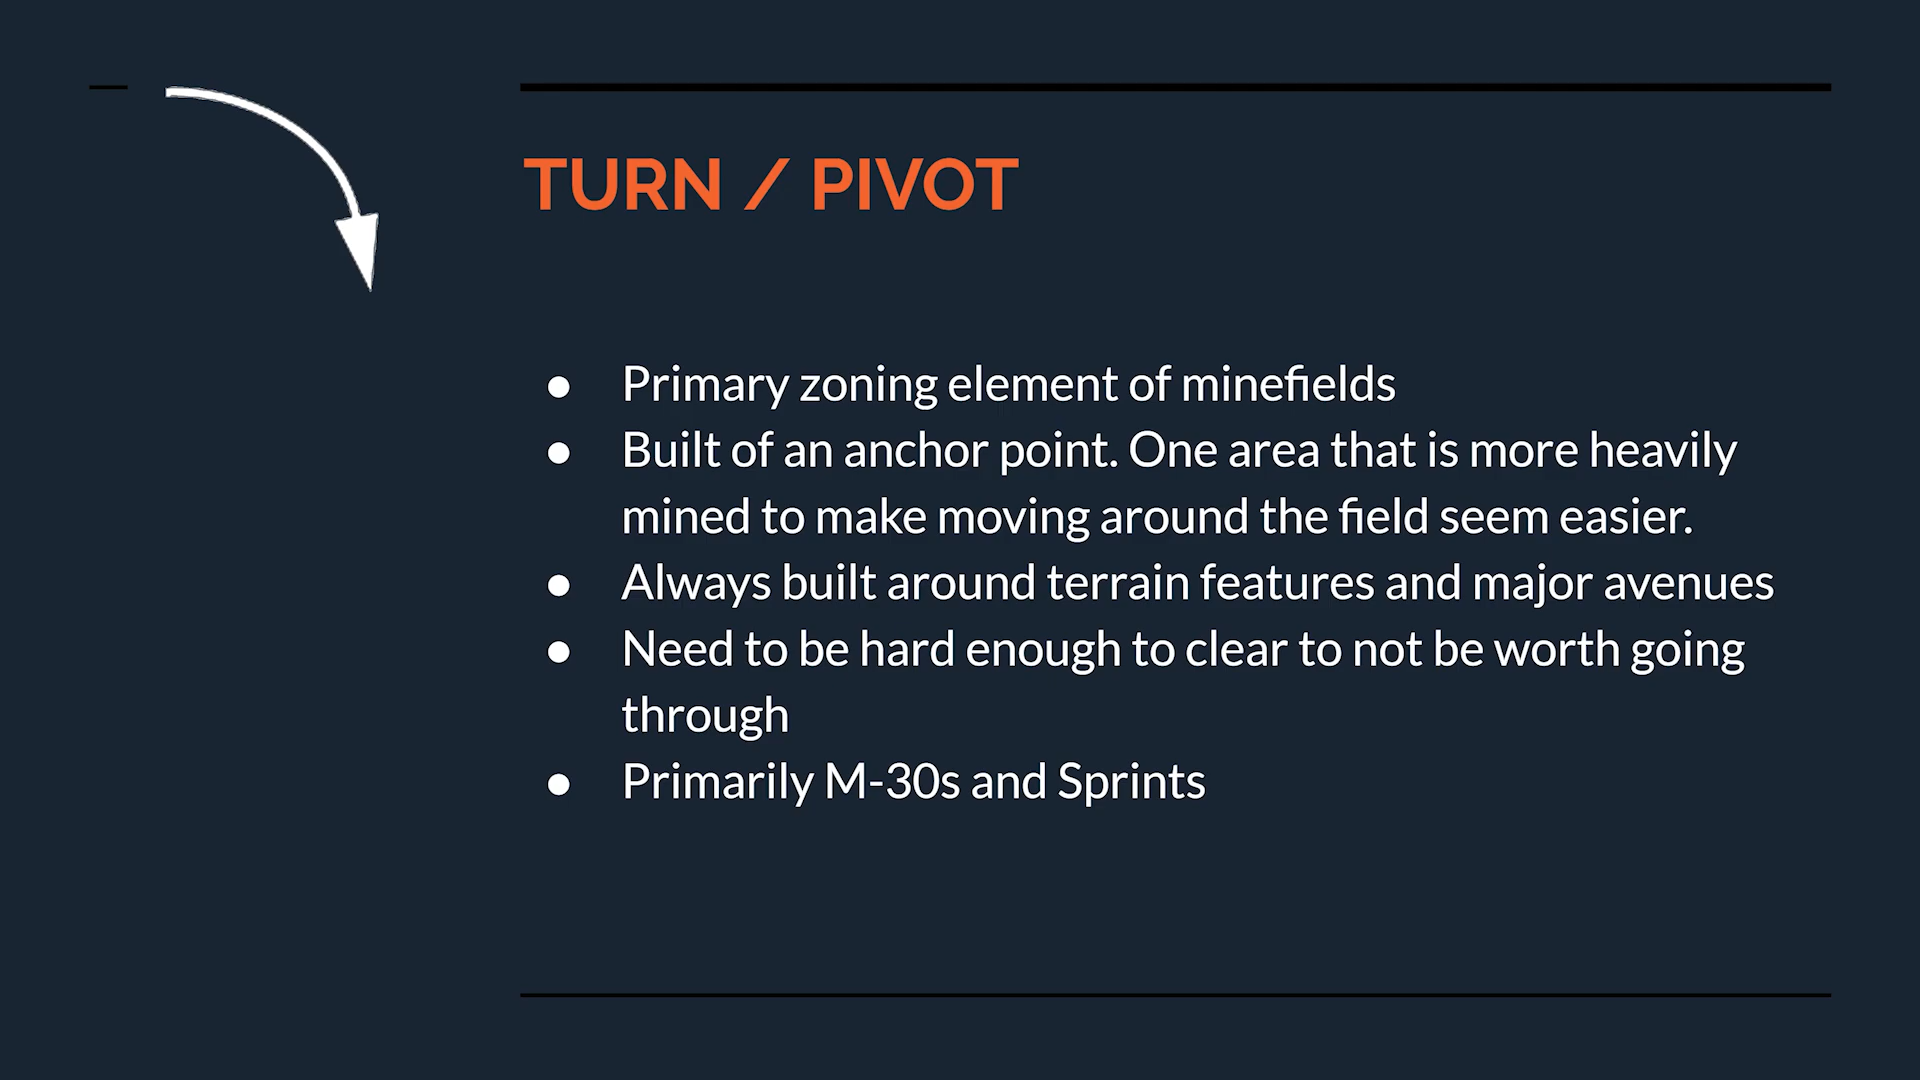 TURN / PIVOT
● Primary zoning element of minefields
● Built of an anchor point. One area that is more heavily
mined to make moving around the field seem easier.
● Always built around terrain features and major avenues
● Need to be hard enough to clear to not be worth going
through
● Primarily M-30s and Sprints